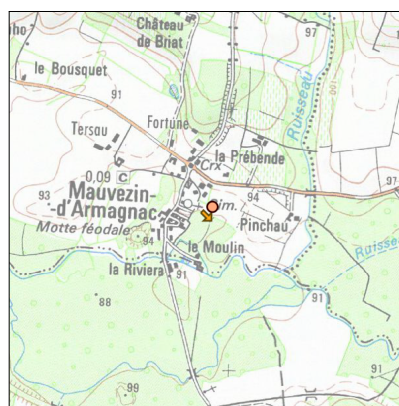 Château
de Briat
97
le Bousquet
91
Ruisseau
Tersau
Fortune
la Prébende
Crx
0,09 C
97
93
Mauvezin-
-d'Armagnac
94
Pinchau
Motte féodale
94
le Moulin
la Riviera
91
88
91
91
99